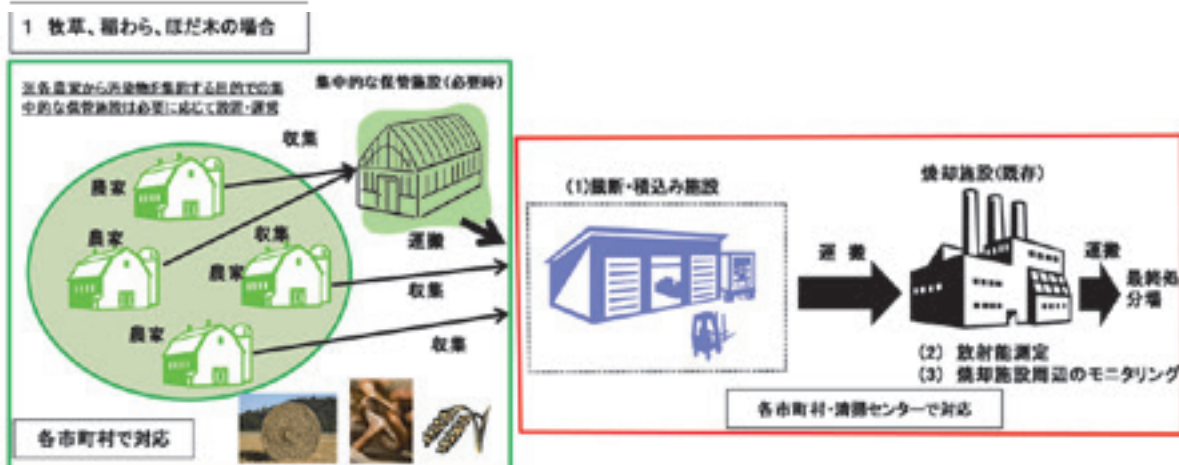 1 牧草、稲わら、ほだ木の場合
※各農家から汚染物を集約する目的での集
中的な保管施設は必要に応じて設置・運営
集中的な保管施設(必要時)
収集
農家
農家
収集
農家
農家
運搬
収集
収集
各市町村で対応
(1)裁断・積込み施設
運 搬
焼却施設(既存)
運搬
最終処
分場
(2) 放射能測定
(3) 焼却施設周辺のモニタリング
各市町村・清掃センターで対応